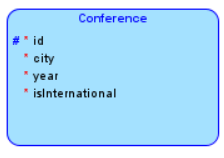 Conference
# * id
* city
* year
* isInternational